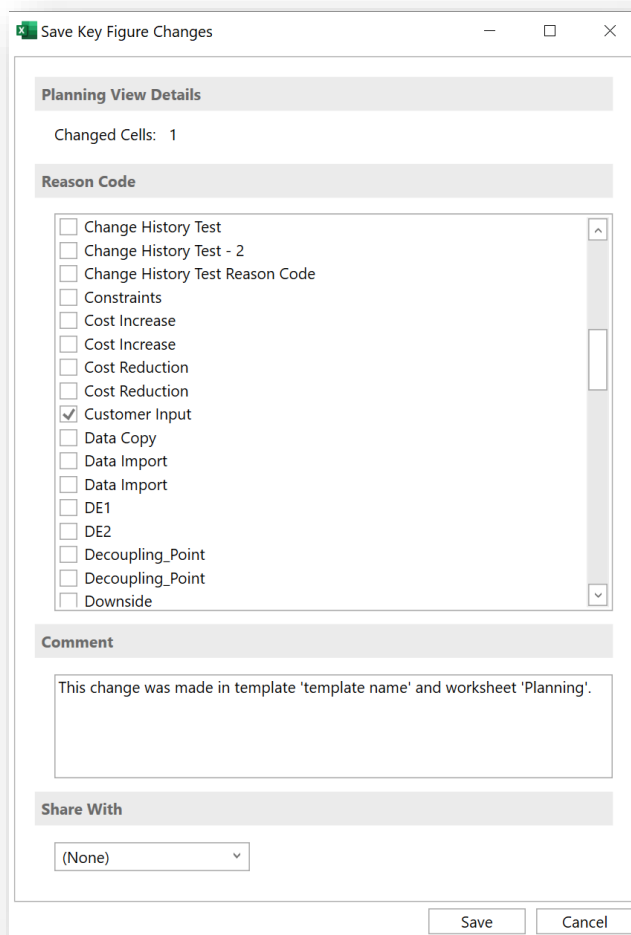 Save Key Figure Changes
Planning View Details
Changed Cells: 1
Reason Code
Change History Test
Change History Test - 2
Change History Test Reason Code
Constraints
Cost Increase
Cost Increase
Cost Reduction
Cost Reduction
Customer Input
Data Copy
Data Import
Data Import
DE1
DE2
Decoupling_Point
Decoupling_Point
Downside
Comment
This change was made in template 'template name' and worksheet 'Planning'.
Share With
(None)
Save Cancel